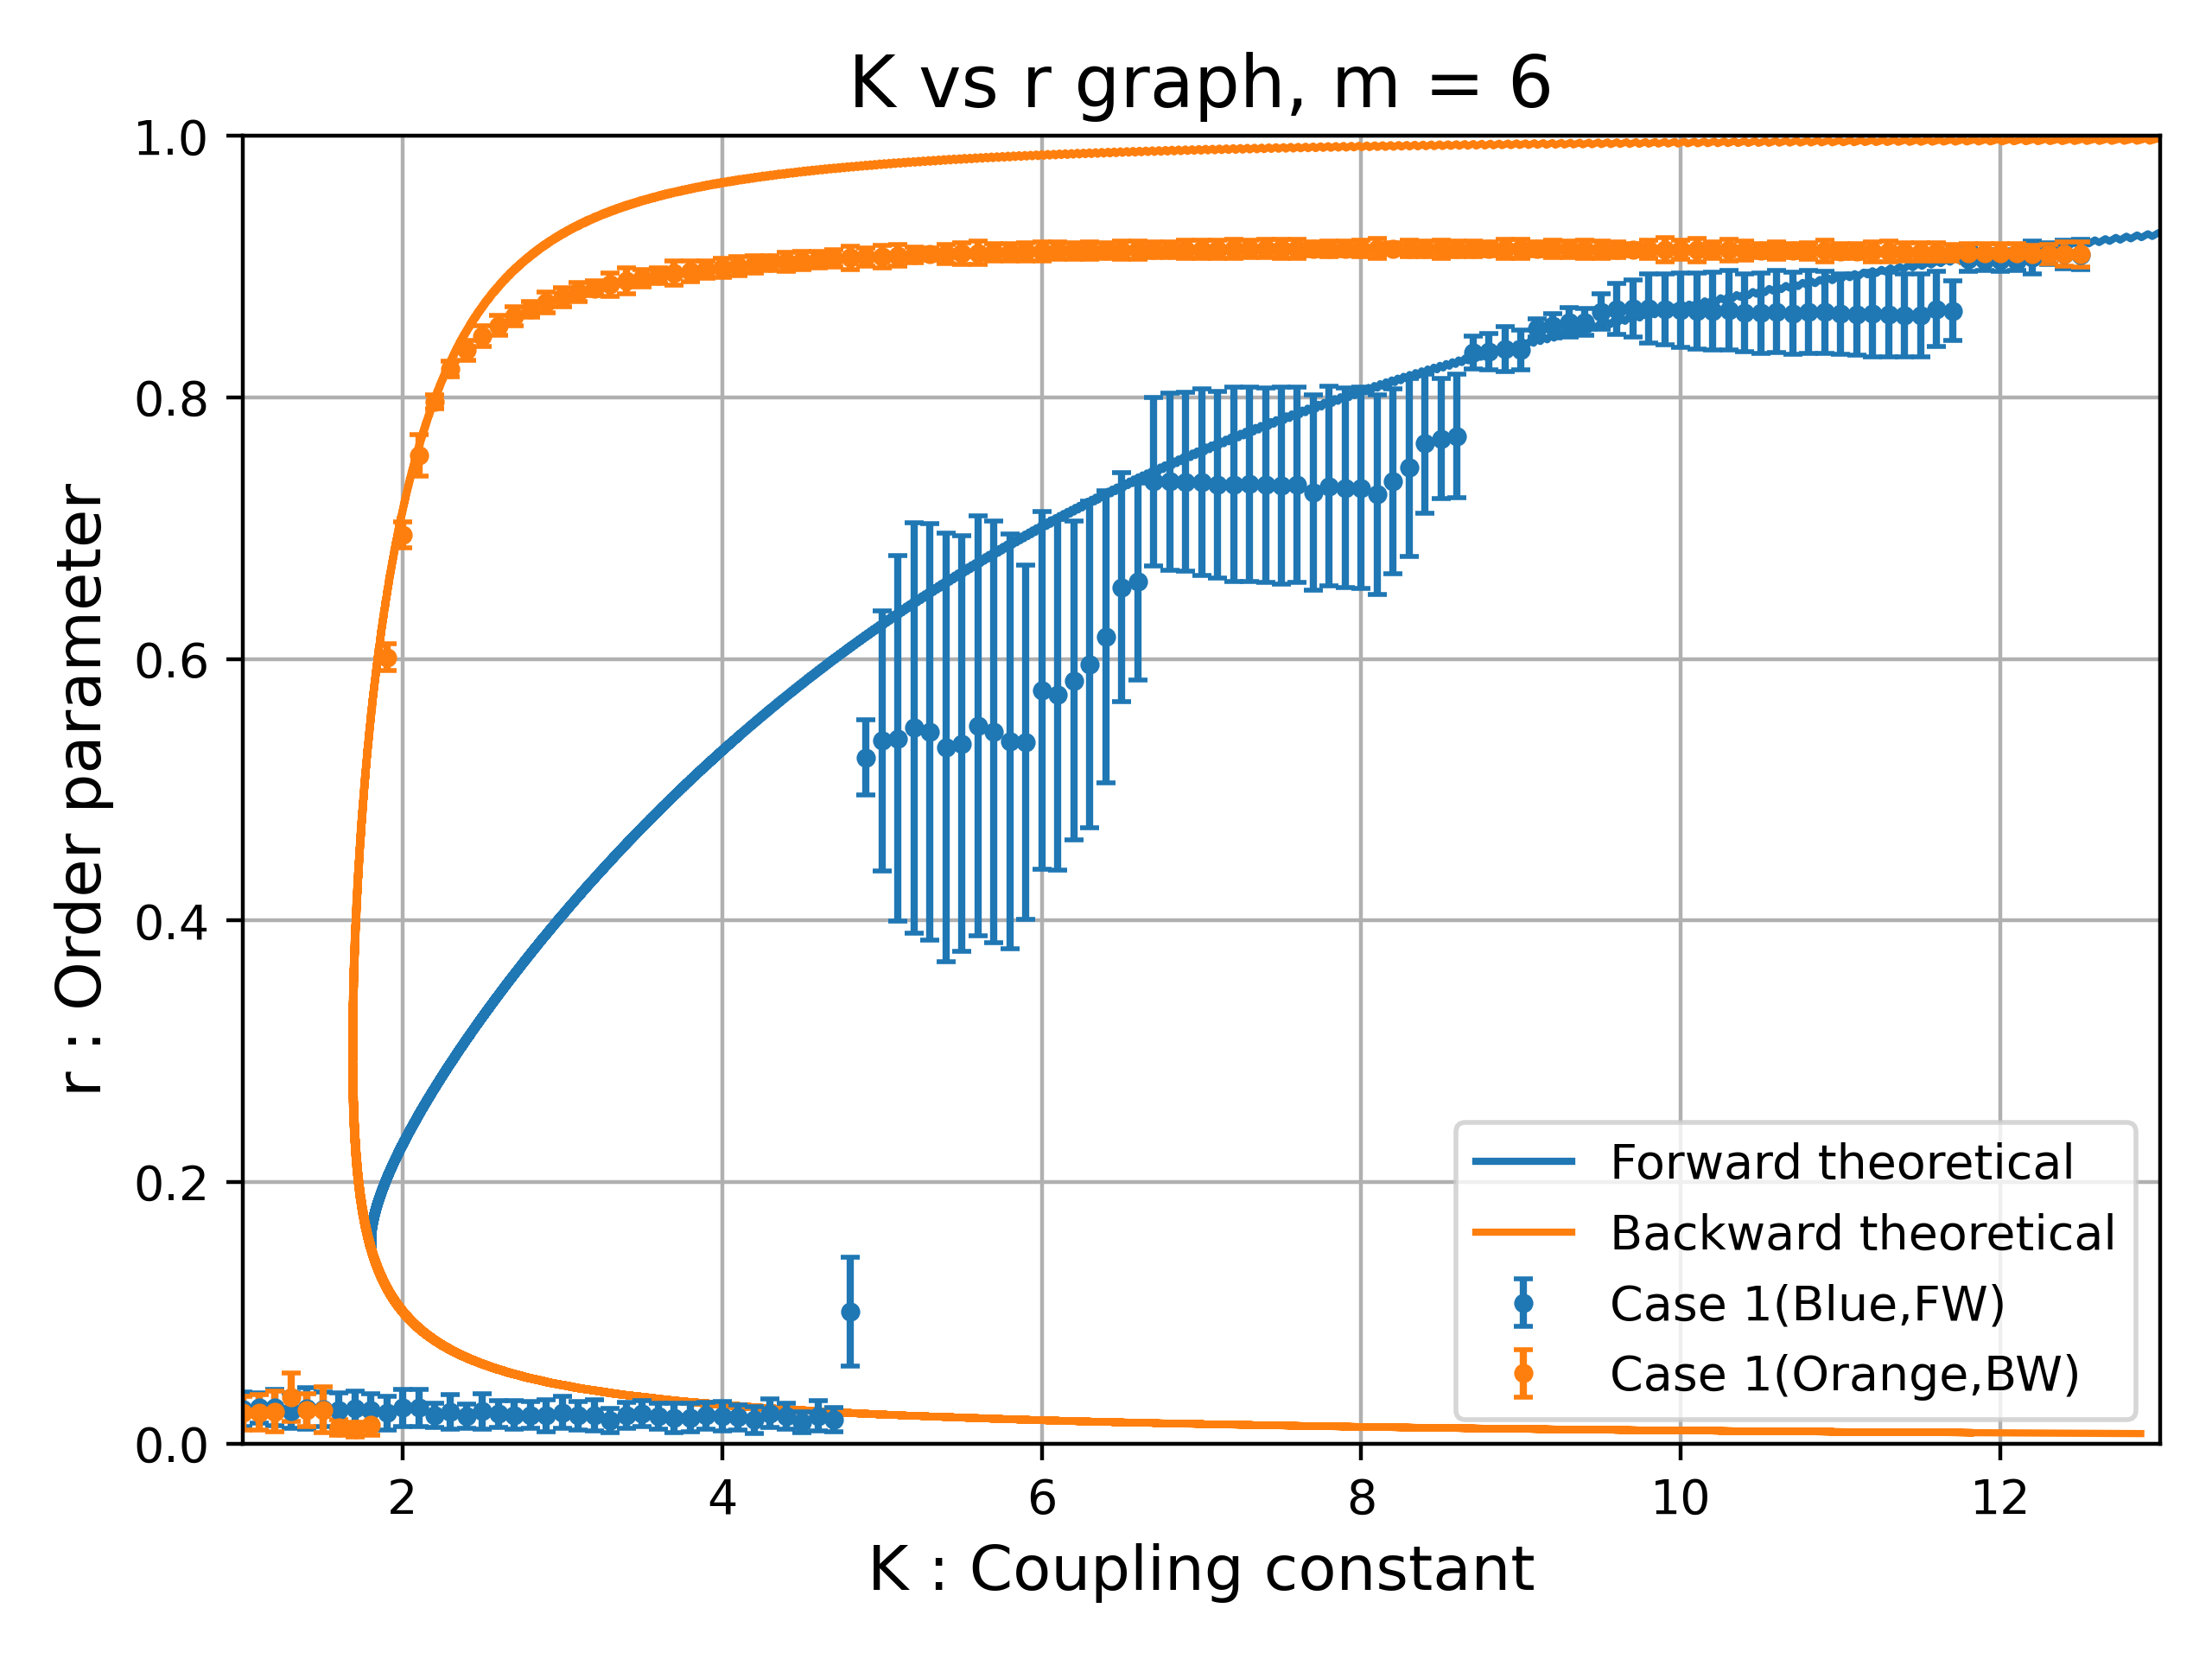 K vs r graph, m = 6
1.0
0.8
0.6
0.4
0.2
0.0
r : Order parameter
2 4 6 8 10 12
K : Coupling constant
Forward theoretical
Backward theoretical
Case 1(Blue,FW)
Case 1(Orange,BW)